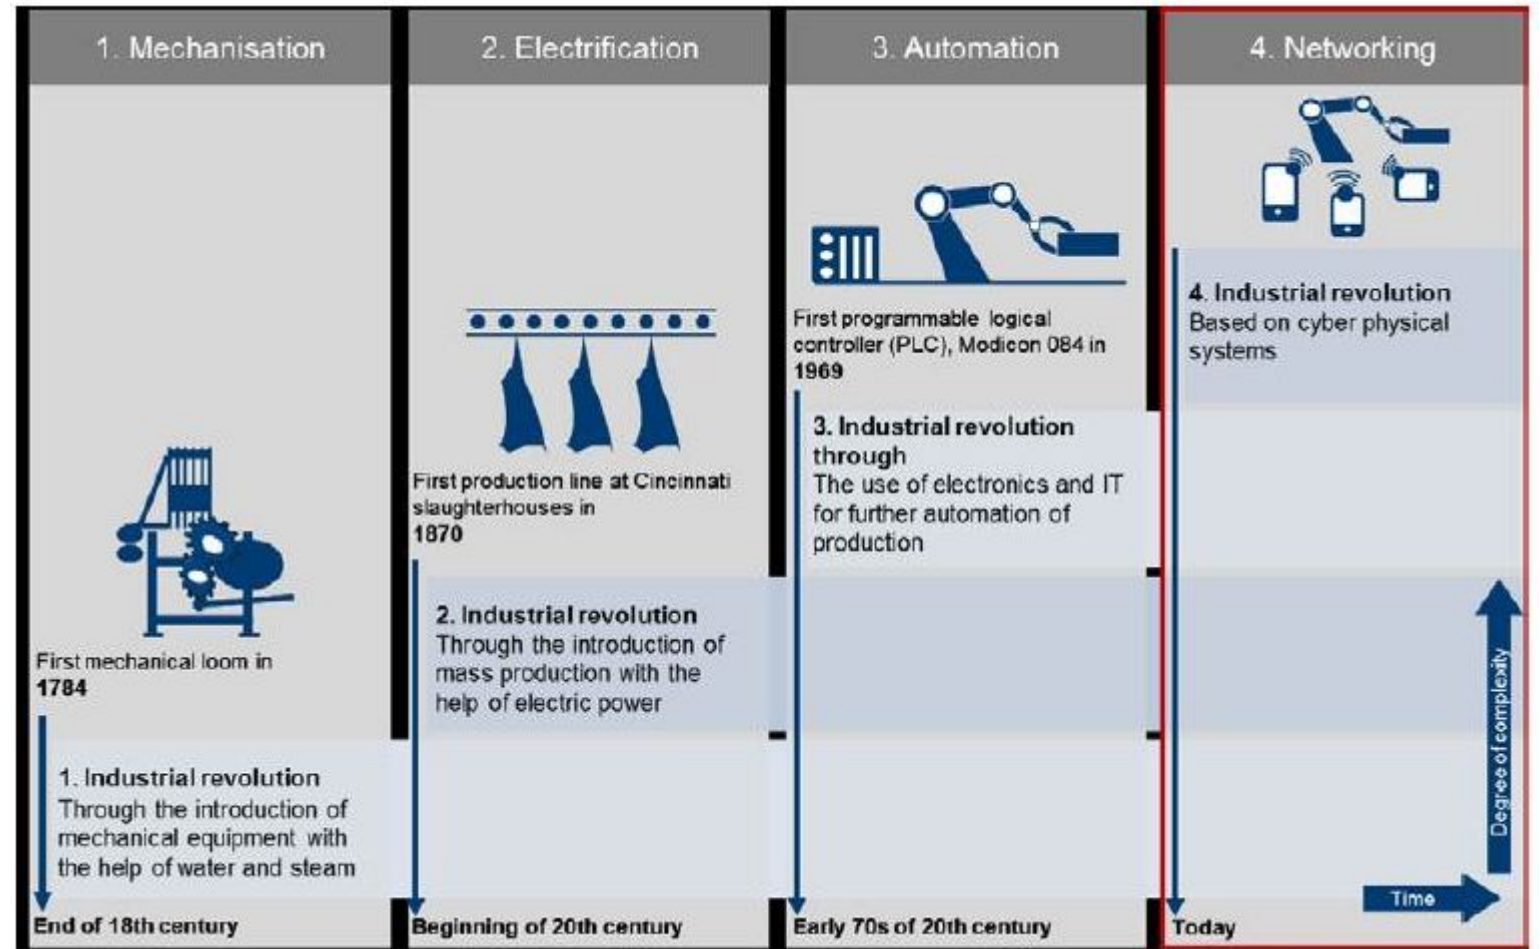 1. Mechanisation
2. Electrification
3. Automation
4. Networking
First mechanical loom in
1784
1. Industrial revolution
Through the introduction of
mechanical equipment with
the help of water and steam
End of 18th century
First production line at Cincinnati
slaughterhouses in
1870
2. Industrial revolution
Through the introduction of
mass production with the
help of electric power
Beginning of 20th century
First programmable logical
controller (PLC), Modicon 084 in
1969
3. Industrial revolution
through
The use of electronics and IT
for further automation of
production
Early 70s of 20th century
4. Industrial revolution
Based on cyber physical
systems
Today
Degree of complexity
Time